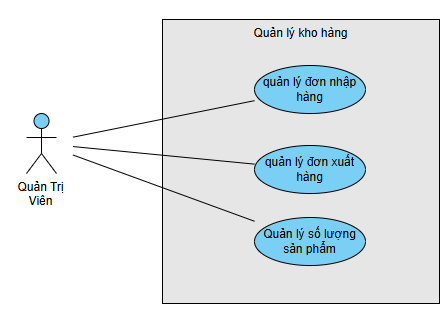 Quản lý kho hàng
quản lý đơn nhập
hàng
quản lý đơn xuất
hàng
Quản lý số lượng
sản phẩm
Quản Trị
Viên